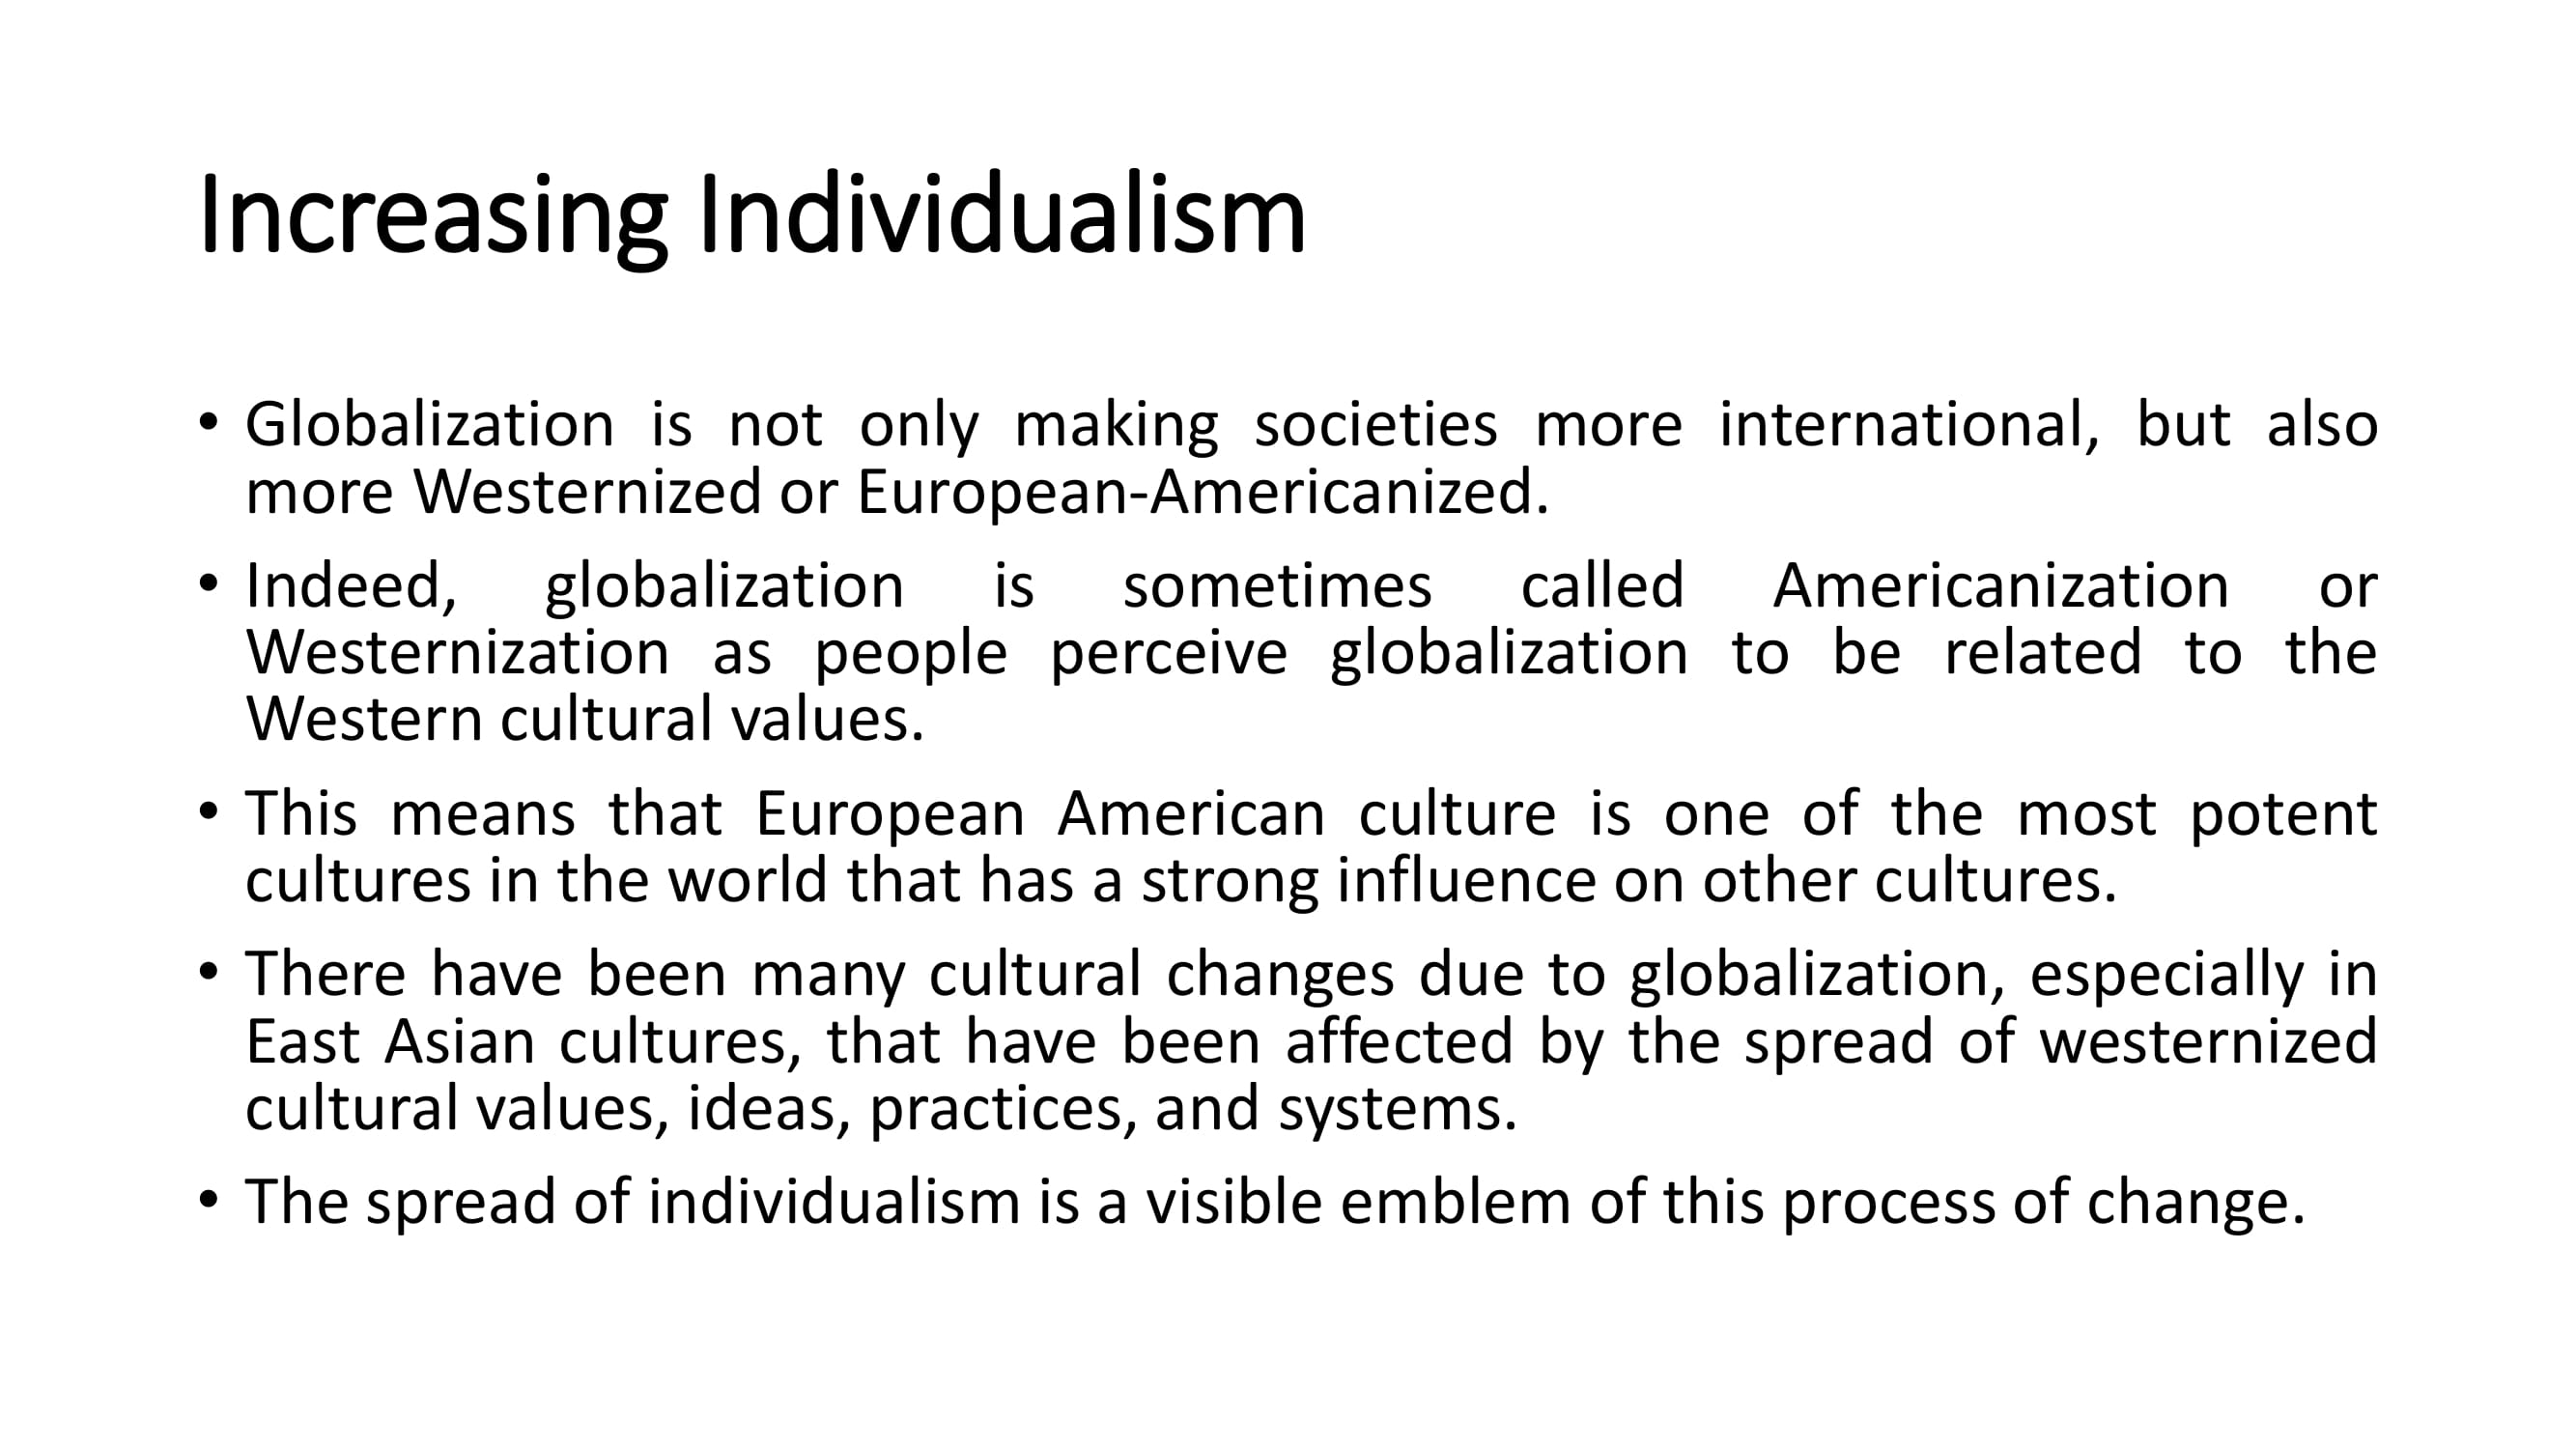 Increasing Individualism
• Globalization is not only making societies more international, but also
more Westernized or European-Americanized.
• Indeed, globalization is sometimes called Americanization or
Westernization as people perceive globalization to be related to the
Western cultural values.
• This means that European American culture is one of the most potent
cultures in the world that has a strong influence on other cultures.
• There have been many cultural changes due to globalization, especially in
East Asian cultures, that have been affected by the spread of westernized
cultural values, ideas, practices, and systems.
• The spread of individualism is a visible emblem of this process of change.